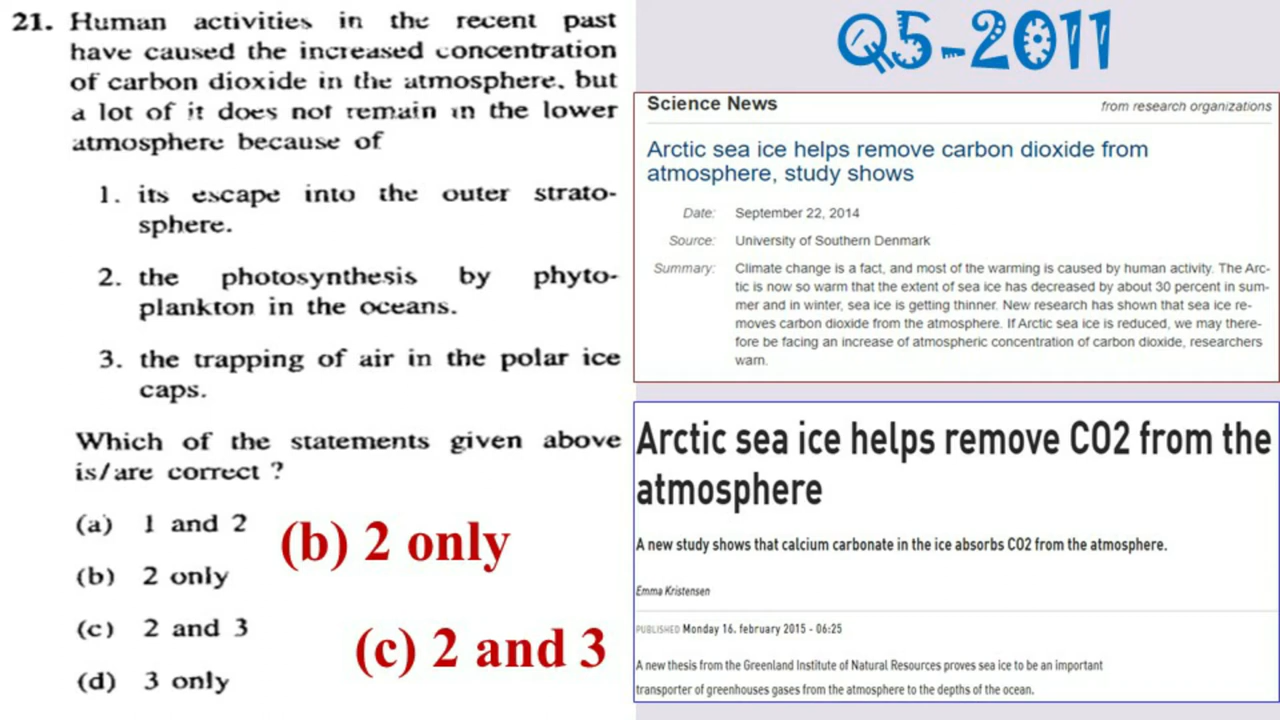 21. Human activities in the recent past
have caused the increased concentration
of carbon dioxide in the atmosphere, but
a lot of it does not remain in the lower
atmosphere because of
1. its escape into the outer strato-
sphere.
2. the photosynthesis by phyto-
plankton in the oceans.
3. the trapping of air in the polar ice
caps.
Which of the statements given above
is/are correct ?
(a) 1 and 2
(b) 2 only
(c) 2 and 3
(d) 3 only
(b) 2 only
(c) 2 and 3
Q5-2011
Science News
from research organizations
Arctic sea ice helps remove carbon dioxide from
atmosphere, study shows
Date: September 22, 2014
Source: University of Southern Denmark
Summary: Climate change is a fact, and most of the warming is caused by human activity. The Arc-
tic is now so warm that the extent of sea ice has decreased by about 30 percent in sum-
mer and in winter, sea ice is getting thinner. New research has shown that sea ice re-
moves carbon dioxide from the atmosphere. If Arctic sea ice is reduced, we may there-
fore be facing an increase of atmospheric concentration of carbon dioxide, researchers
warn.
Arctic sea ice helps remove CO2 from the
atmosphere
A new study shows that calcium carbonate in the ice absorbs CO2 from the atmosphere.
Emma Kristensen
PUBLISHED Monday 16. february 2015 - 06:25
A new thesis from the Greenland Institute of Natural Resources proves sea ice to be an important
transporter of greenhouses gases from the atmosphere to the depths of the ocean.